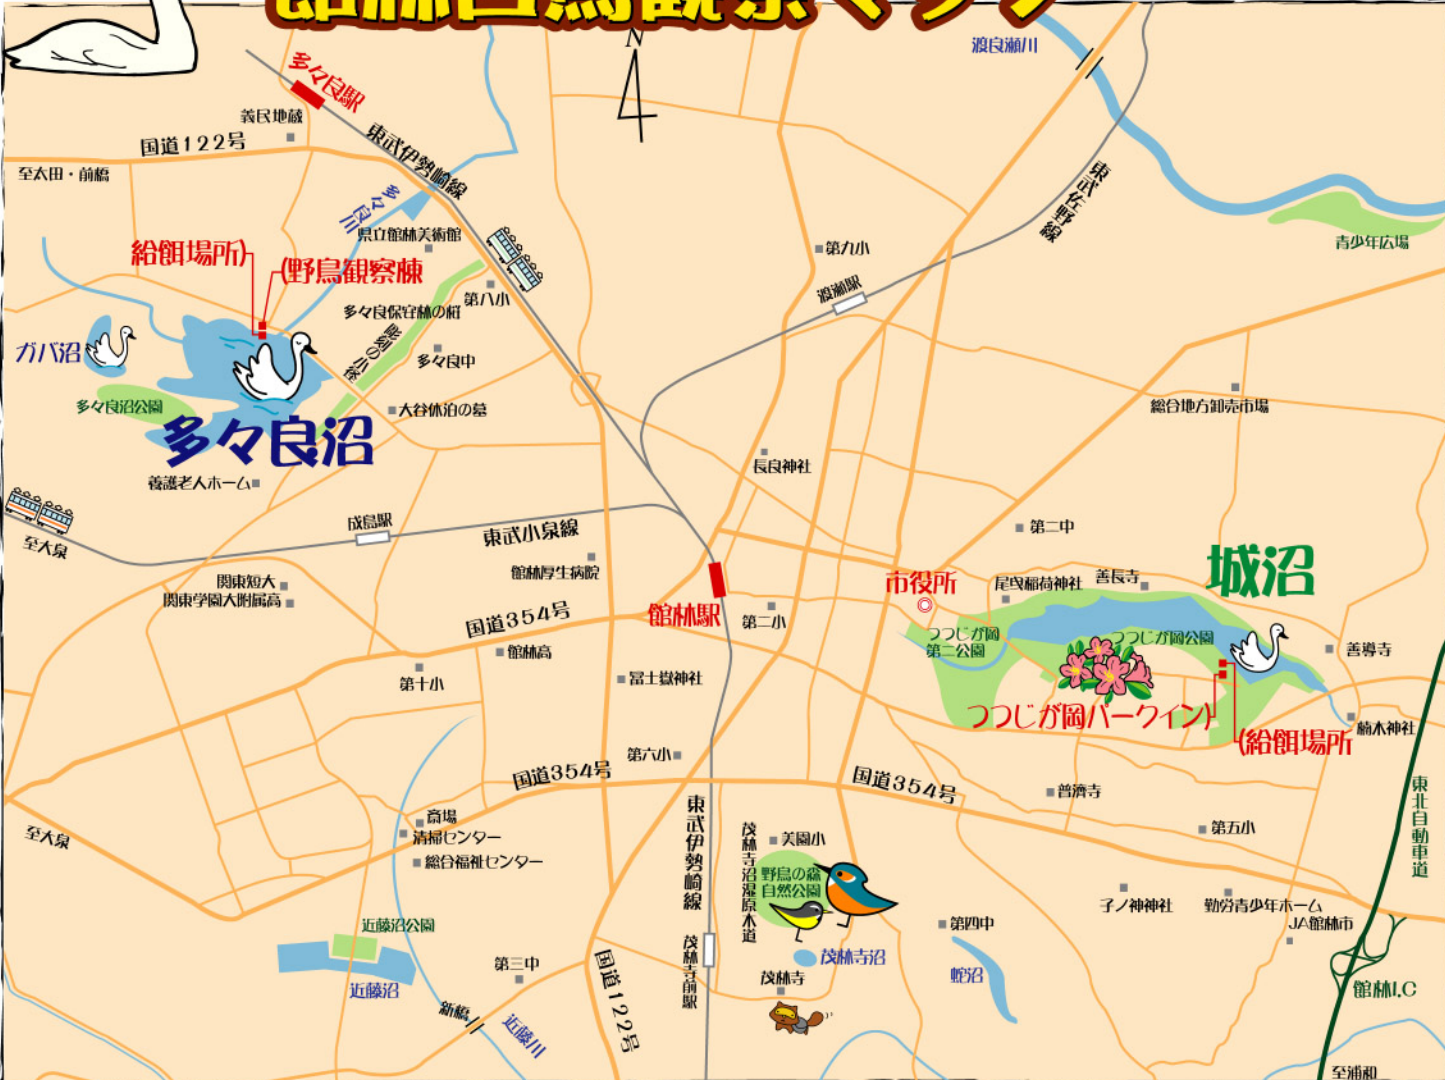 館林白鳥観察マップ
N
渡良瀬川
多々良駅
義民地蔵
国道122号
東武伊勢崎線
至太田・前橋
多々良川
東武佐野線
県立館林美術館
第九小
青少年広場
給餌場所)
(野鳥観察棟
第八小
渡瀬駅
多々良保安林の桜
彫刻の小径
ガバ沼
多々良中
多々良沼公園
大谷休泊の墓
総合地方卸売市場
多々良沼
長良神社
養護老人ホーム
成島駅
東武小泉線
至大泉
第二中
館林厚生病院
城沼
関東短大
関東学園大附属高
市役所
尾曳稲荷神社
善長寺
国道354号
館林駅
第二小
つつじが岡
第二公園
つつじが岡公園
館林高
善導寺
第十小
冨士嶽神社
つつじが岡パークイン)
楠木神社
(給餌場所
第六小
国道354号
国道354号
普済寺
東北自動車道
至大泉
斎場
清掃センター
総合福祉センター
東武伊勢崎線
茂林寺沼湿原木道
美園小
第五小
野鳥の森
自然公園
子ノ神神社
勤労青少年ホーム
JA館林市
近藤沼公園
第四中
茂林寺前駅
茂林寺沼
第三中
茂林寺
蛇沼
近藤沼
国道122号
館林I.C
新橋
近藤川
至浦和